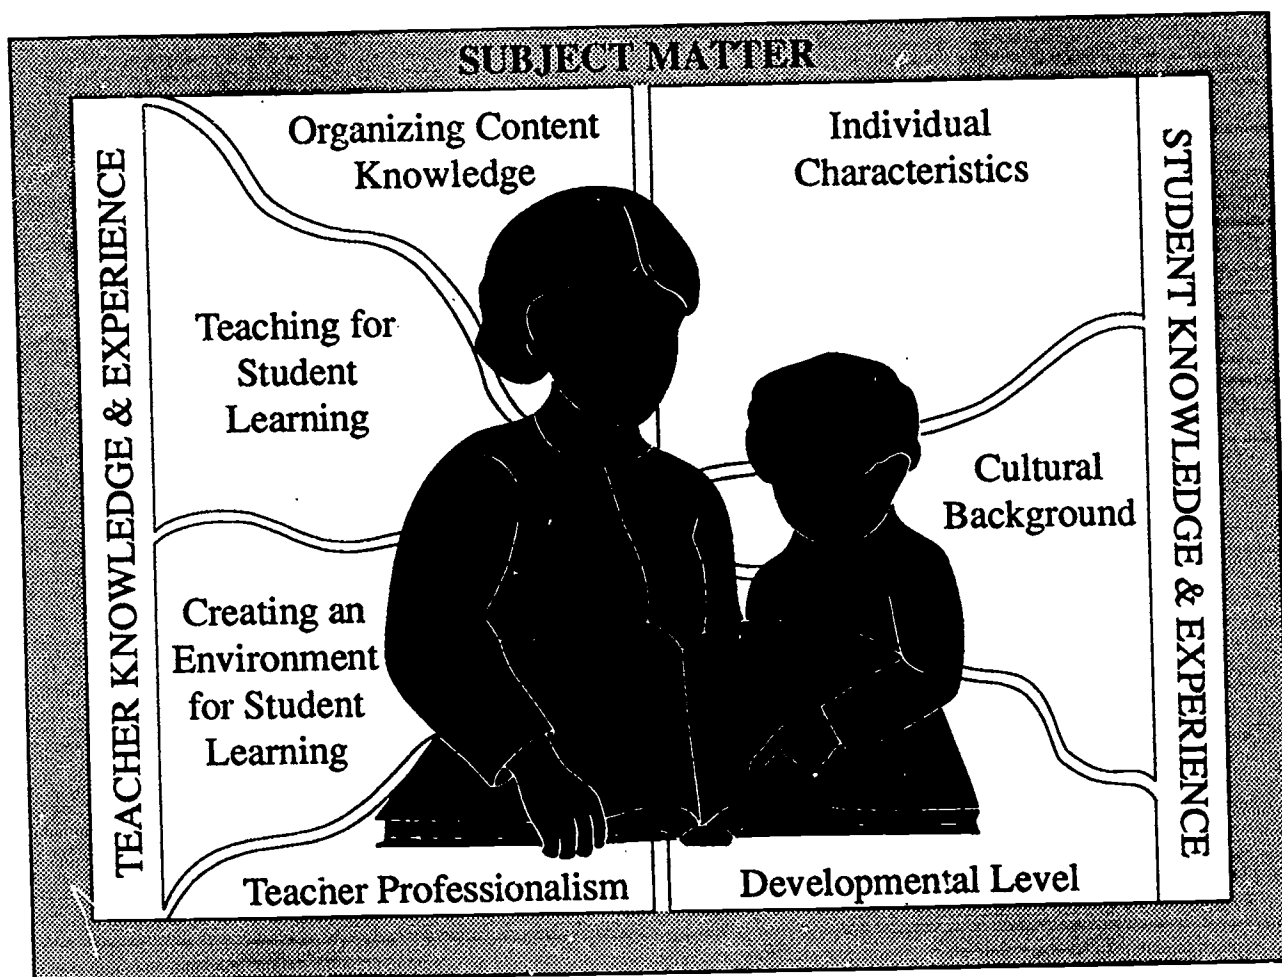 SUBJECT MATTER
TEACHER KNOWLEDGE & EXPERIENCE
Organizing Content
Knowledge
Teaching for
Student
Learning
Creating an
Environment
for Student
Learning
Teacher Professionalism
Individual
Characteristics
Cultural
Background
Developmental Level
STUDENT KNOWLEDGE & EXPERIENCE